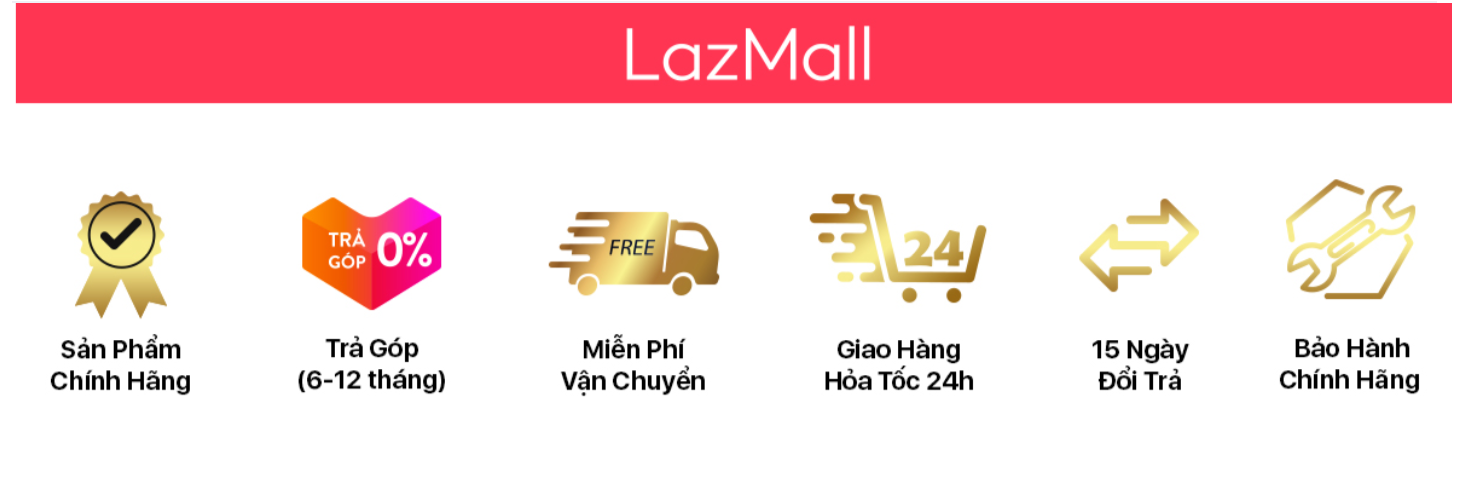 LazMall
TRẢ
GÓP 0%
FREE
24
Sản Phẩm
Chính Hãng
Trả Góp
(6-12 tháng)
Miễn Phí
Vận Chuyển
Giao Hàng
Hỏa Tốc 24h
15 Ngày
Đổi Trả
Bảo Hành
Chính Hãng